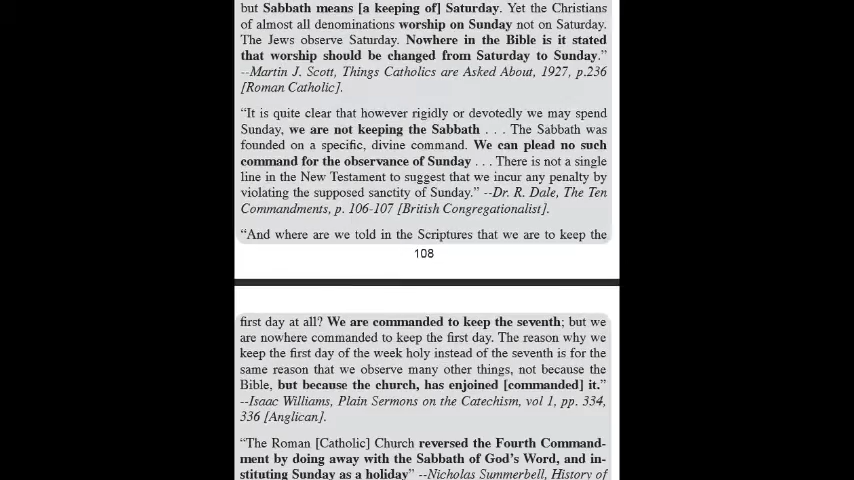 but Sabbath means [a keeping of] Saturday. Yet the Christians
of almost all denominations worship on Sunday not on Saturday.
The Jews observe Saturday. Nowhere in the Bible is it stated
that worship should be changed from Saturday to Sunday.”
--Martin J. Scott, Things Catholics are Asked About, 1927, p.236
[Roman Catholic].
“It is quite clear that however rigidly or devotedly we may spend
Sunday, we are not keeping the Sabbath . . . The Sabbath was
founded on a specific, divine command. We can plead no such
command for the observance of Sunday . . . There is not a single
line in the New Testament to suggest that we incur any penalty by
violating the supposed sanctity of Sunday.” --Dr. R. Dale, The Ten
Commandments, p. 106-107 [British Congregationalist].
“And where are we told in the Scriptures that we are to keep the
108
first day at all? We are commanded to keep the seventh; but we
are nowhere commanded to keep the first day. The reason why we
keep the first day of the week holy instead of the seventh is for the
same reason that we observe many other things, not because the
Bible, but because the church, has enjoined [commanded] it.”
--Isaac Williams, Plain Sermons on the Catechism, vol 1, pp. 334,
336 [Anglican].
“The Roman [Catholic] Church reversed the Fourth Command-
ment by doing away with the Sabbath of God’s Word, and in-
stituting Sunday as a holiday” --Nicholas Summerbell, History of